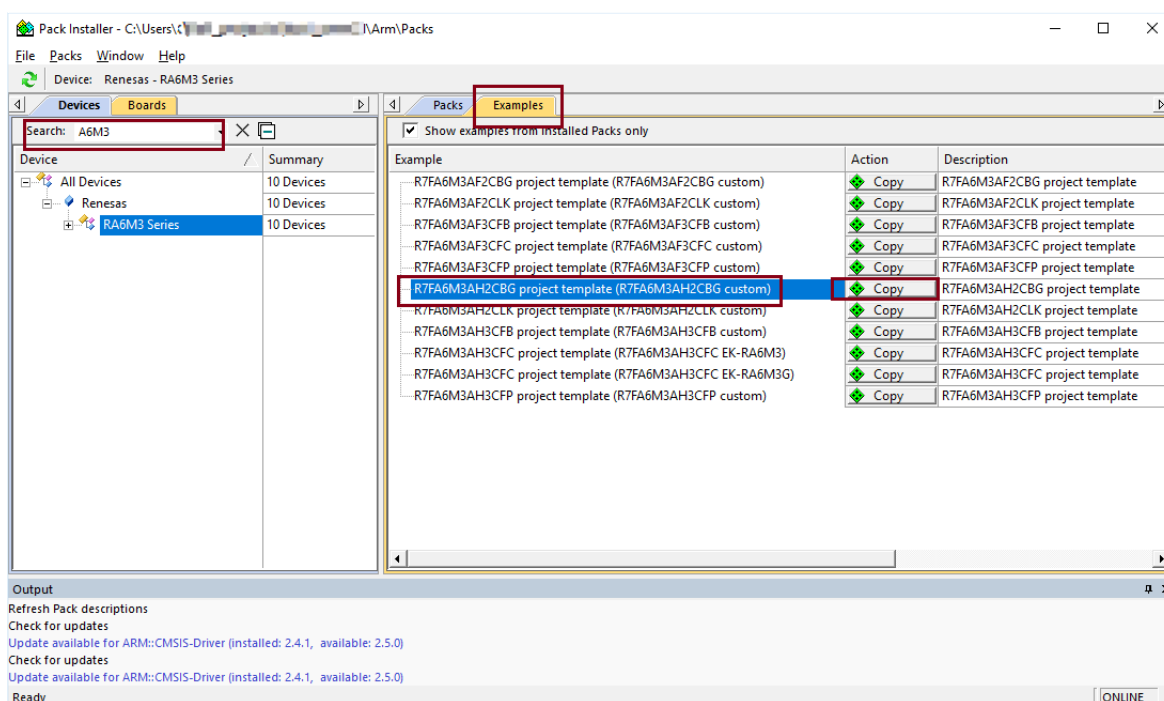 Pack Installer - C:\Users\ \Arm\Packs
File Packs Window Help
Device: Renesas - RA6M3 Series
Devices Boards
Search: A6M3
Device Summary
All Devices 10 Devices
Renesas 10 Devices
RA6M3 Series 10 Devices
Packs Examples
Show examples from Installed Packs only
Example Action Description
R7FA6M3AF2CBG project template (R7FA6M3AF2CBG custom) Copy R7FA6M3AF2CBG project template
R7FA6M3AF2CLK project template (R7FA6M3AF2CLK custom) Copy R7FA6M3AF2CLK project template
R7FA6M3AF3CFB project template (R7FA6M3AF3CFB custom) Copy R7FA6M3AF3CFB project template
R7FA6M3AF3CFC project template (R7FA6M3AF3CFC custom) Copy R7FA6M3AF3CFC project template
R7FA6M3AF3CFP project template (R7FA6M3AF3CFP custom) Copy R7FA6M3AF3CFP project template
R7FA6M3AH2CBG project template (R7FA6M3AH2CBG custom) Copy R7FA6M3AH2CBG project template
R7FA6M3AH2CLK project template (R7FA6M3AH2CLK custom) Copy R7FA6M3AH2CLK project template
R7FA6M3AH3CFB project template (R7FA6M3AH3CFB custom) Copy R7FA6M3AH3CFB project template
R7FA6M3AH3CFC project template (R7FA6M3AH3CFC EK-RA6M3) Copy R7FA6M3AH3CFC project template
R7FA6M3AH3CFC project template (R7FA6M3AH3CFC EK-RA6M3G) Copy R7FA6M3AH3CFC project template
R7FA6M3AH3CFP project template (R7FA6M3AH3CFP custom) Copy R7FA6M3AH3CFP project template
Output
Refresh Pack descriptions
Check for updates
Update available for ARM::CMSIS-Driver (installed: 2.4.1, available: 2.5.0)
Check for updates
Update available for ARM::CMSIS-Driver (installed: 2.4.1, available: 2.5.0)
Ready ONLINE